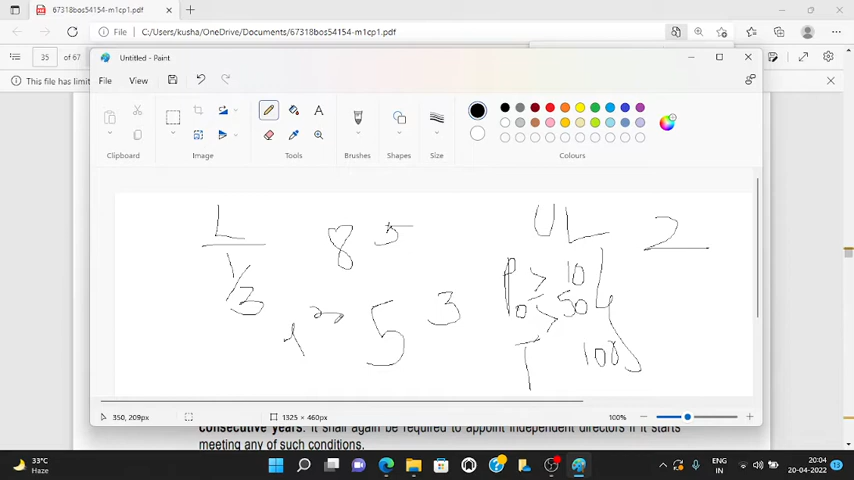 67318bos54154-m1cp1.pdf
C:/Users/kusha/OneDrive/Documents/67318bos54154-m1cp1.pdf
35 of 67
This file has limit
Untitled - Paint
File View
Clipboard Image Tools Brushes Shapes Size Colours
L 8 5 UL 2
1/3 P > 10
5 3 50
T 100
350, 209px 1325 × 460px 100%
consecutive years. It shall again be required to appoint independent directors if it starts
meeting any of such conditions.
33°C
Haze
ENG
IN
20:04
20-04-2022